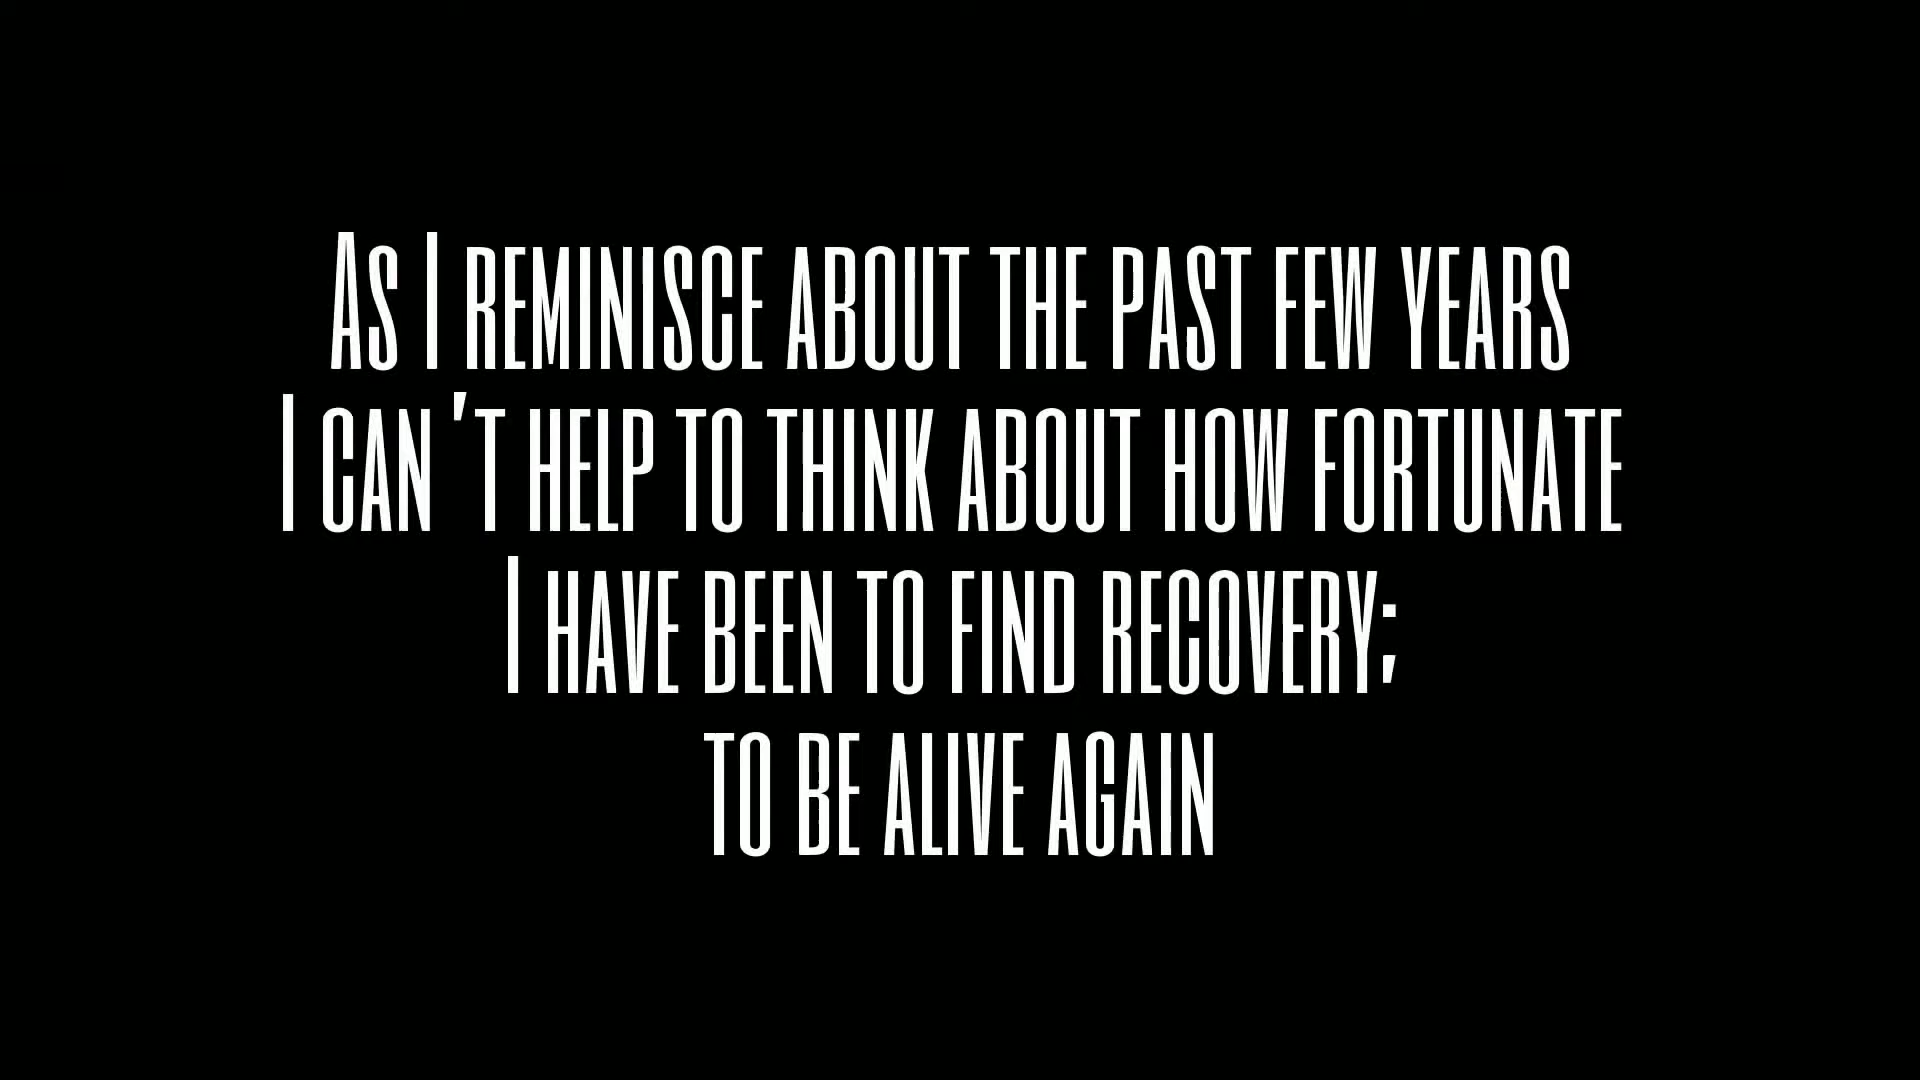 As I reminisce about the past few years
I can't help to think about how fortunate
I have been to find recovery;
to be alive again